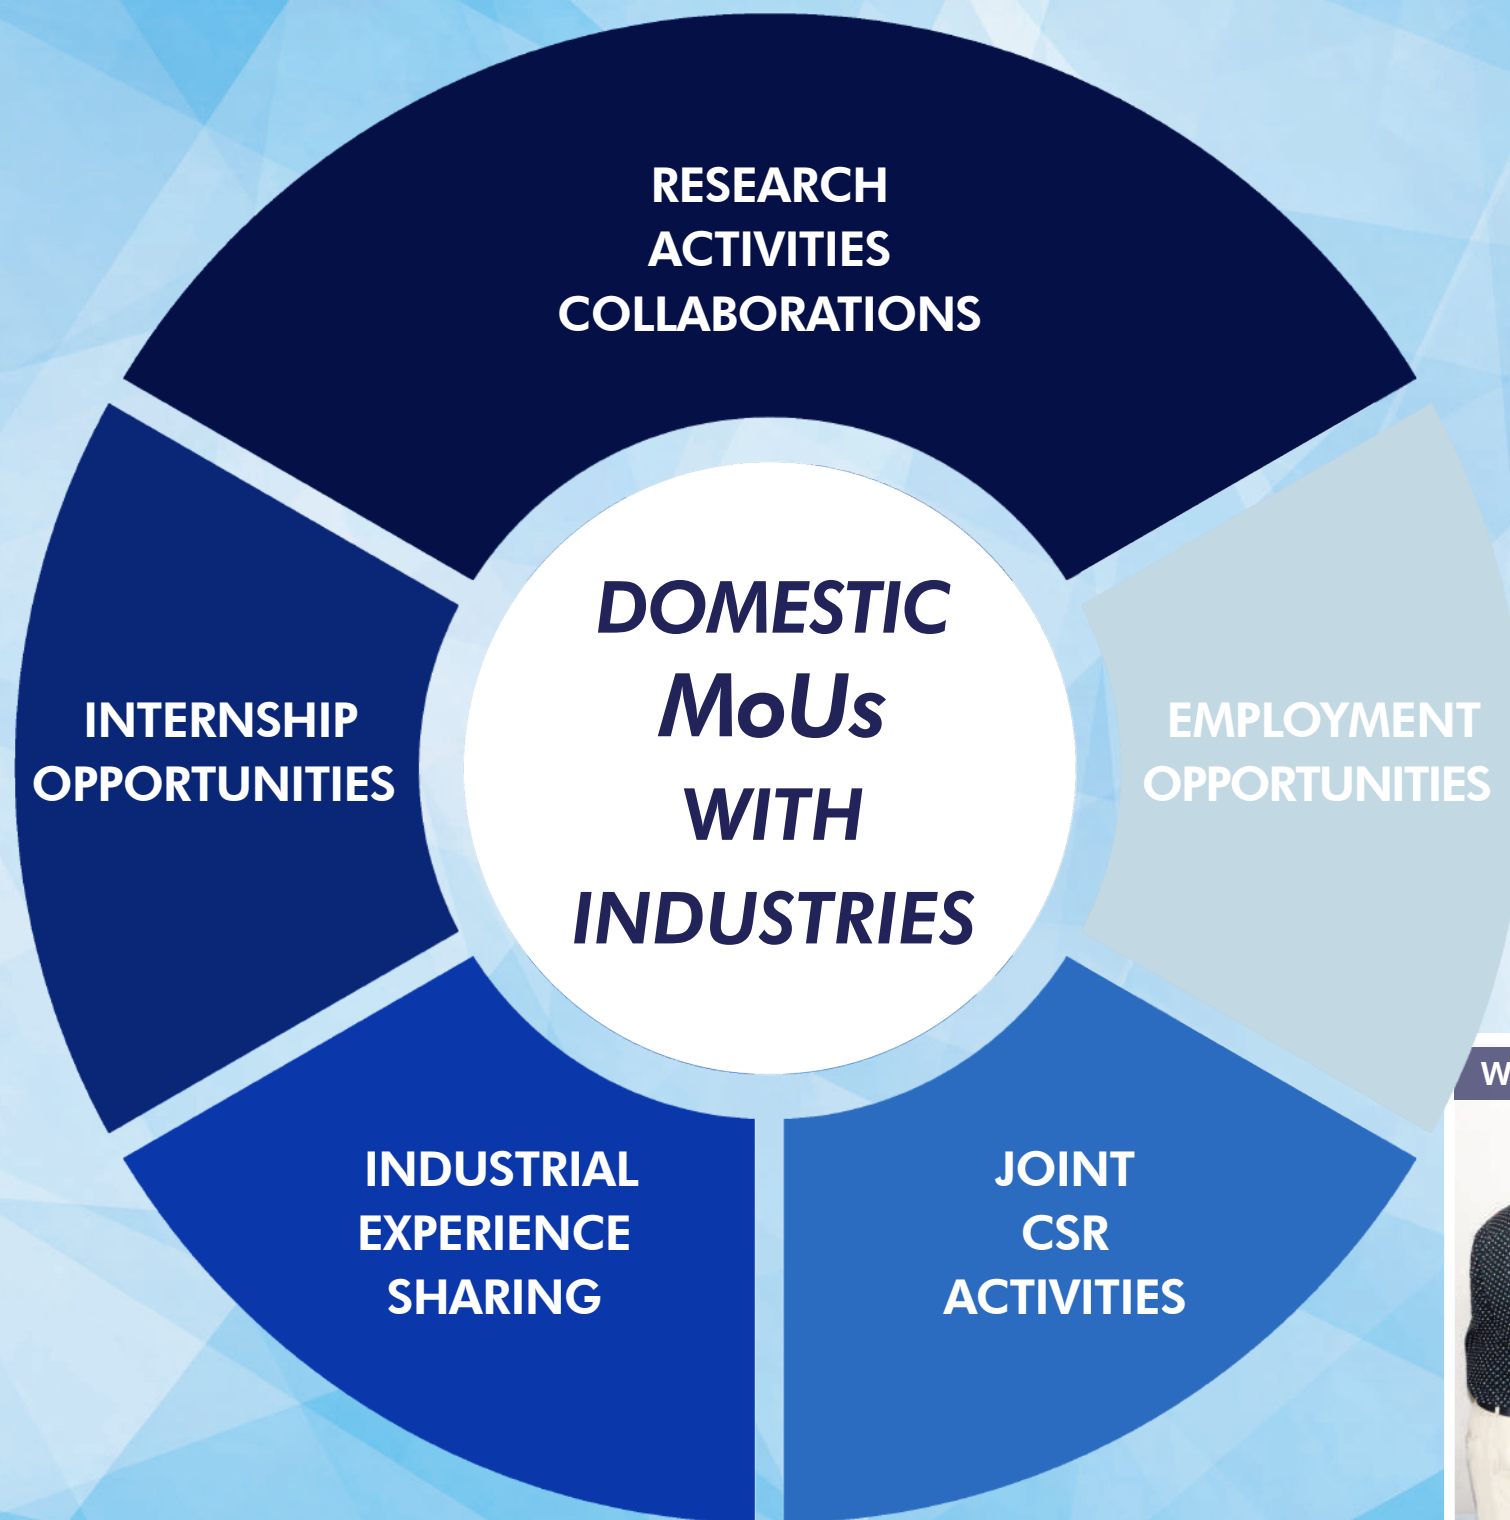 RESEARCH
ACTIVITIES
COLLABORATIONS
INTERNSHIP
OPPORTUNITIES
DOMESTIC
MoUs
WITH
INDUSTRIES
EMPLOYMENT
OPPORTUNITIES
INDUSTRIAL
EXPERIENCE
SHARING
JOINT
CSR
ACTIVITIES